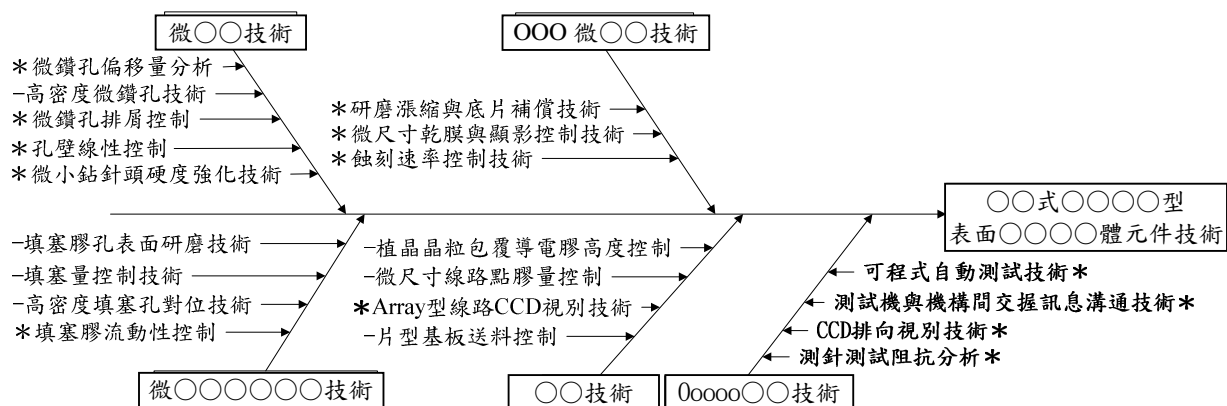 微○○技術
OOO 微○○技術
＊微鑽孔偏移量分析
−高密度微鑽孔技術
＊微鑽孔排屑控制
＊孔壁線性控制
＊微小鉆針頭硬度強化技術
＊研磨漲縮與底片補償技術
＊微尺寸乾膜與顯影控制技術
＊蝕刻速率控制技術
○○式○○○○型
表面○○○○體元件技術
−填塞膠孔表面研磨技術
−填塞量控制技術
−高密度填塞孔對位技術
＊填塞膠流動性控制
−植晶晶粒包覆導電膠高度控制
−微尺寸線路點膠量控制
＊Array型線路CCD視別技術
−片型基板送料控制
可程式自動測試技術＊
測試機與機構間交握訊息溝通技術＊
CCD排向視別技術＊
測針測試阻抗分析＊
微○○○○○○技術
○○技術
Ooooo○○技術